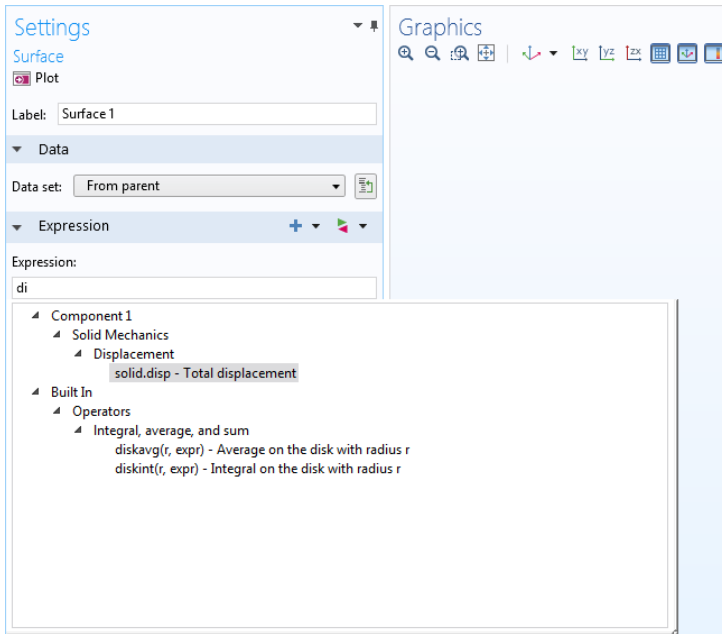 Settings
Surface
Plot
Label: Surface 1
Data
Data set: From parent
Expression
Expression:
di
Component 1
Solid Mechanics
Displacement
solid.disp - Total displacement
Built In
Operators
Integral, average, and sum
diskavg(r, expr) - Average on the disk with radius r
diskint(r, expr) - Integral on the disk with radius r
Graphics
xy yz zx